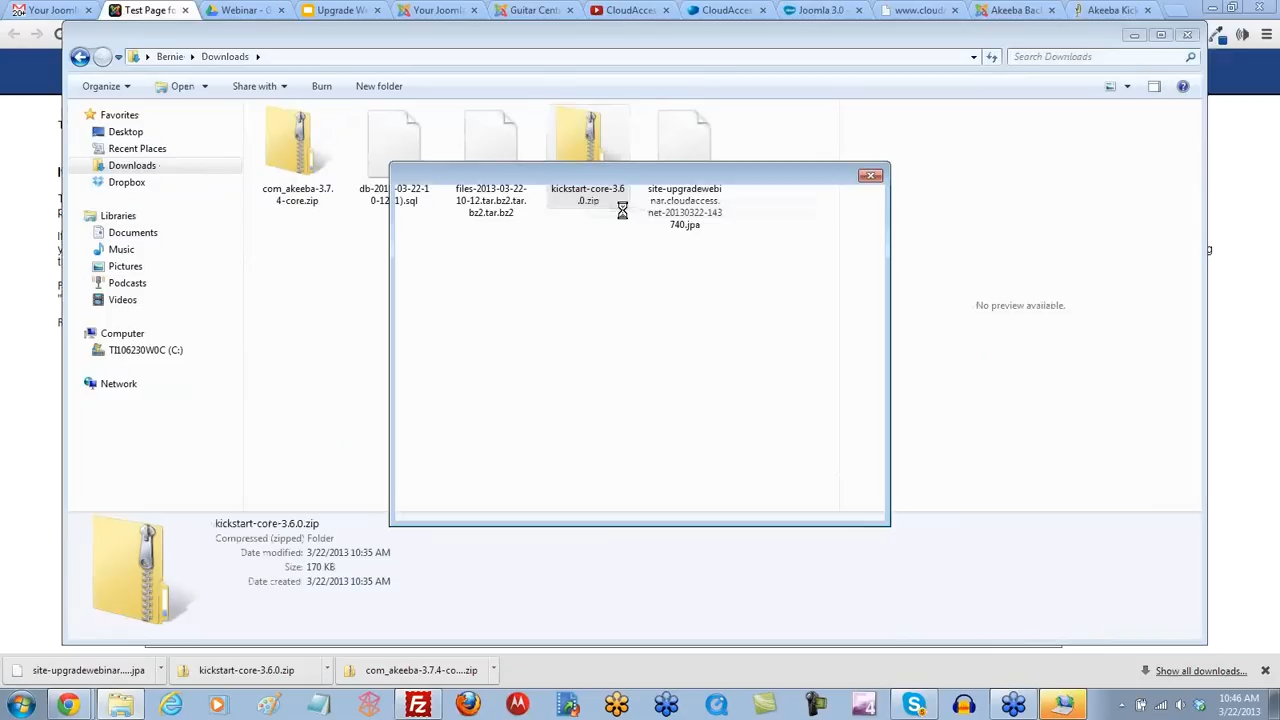 Your Joomla
Test Page fo
Webinar - G
Upgrade W
Your Jooml
Guitar Cent
CloudAcces
CloudAcces
Joomla 3.0
www.clouda
Akeeba Bac
Akeeba Kic
Bernie
Downloads
Search Downloads
Organize
Open
Share with
Burn
New folder
Favorites
Desktop
Recent Places
Downloads
Dropbox
Libraries
Documents
Music
Pictures
Podcasts
Videos
Computer
TI106230W0C (C:)
Network
com_akeeba-3.7.
4-core.zip
db-201
-03-22-1
0-12
1).sql
files-2013-03-22-
10-12.tar.bz2.tar.
bz2.tar.bz2
kickstart-core-3.6
.0.zip
site-upgradewebi
nar.cloudaccess.
net-20130322-143
740.jpa
No preview available.
kickstart-core-3.6.0.zip
Compressed (zipped) Folder
Date modified: 3/22/2013 10:35 AM
Size: 170 KB
Date created: 3/22/2013 10:35 AM
site-upgradewebinar.....jpa
kickstart-core-3.6.0.zip
com_akeeba-3.7.4-co....zip
Show all downloads...
10:46 AM
3/22/2013